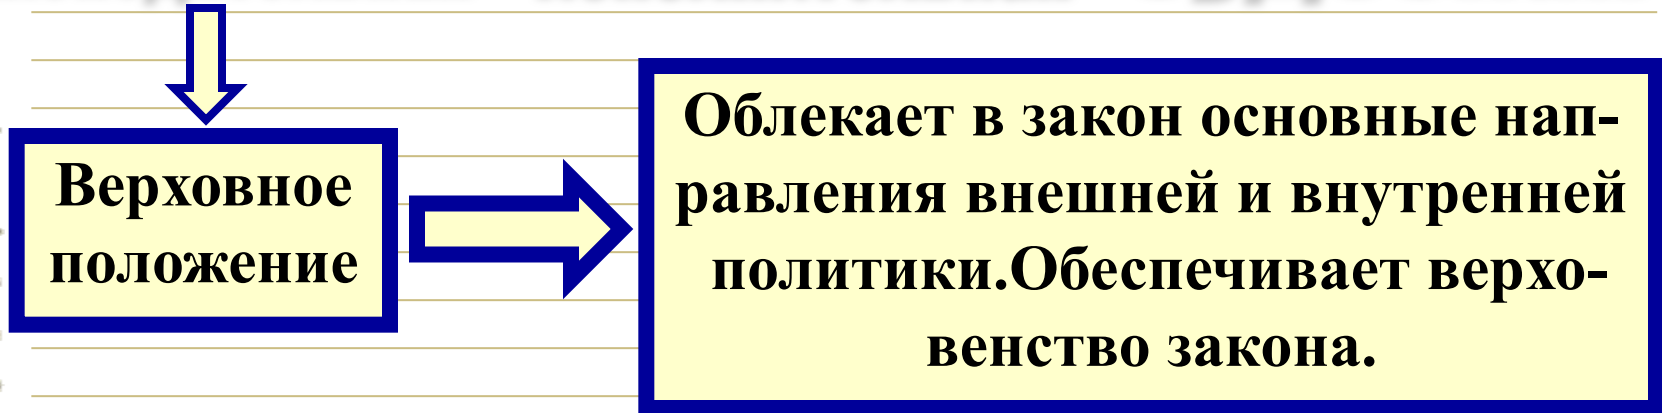 Верховное
положение
Облекает в закон основные нап-
равления внешней и внутренней
политики.Обеспечивает верхо-
венство закона.